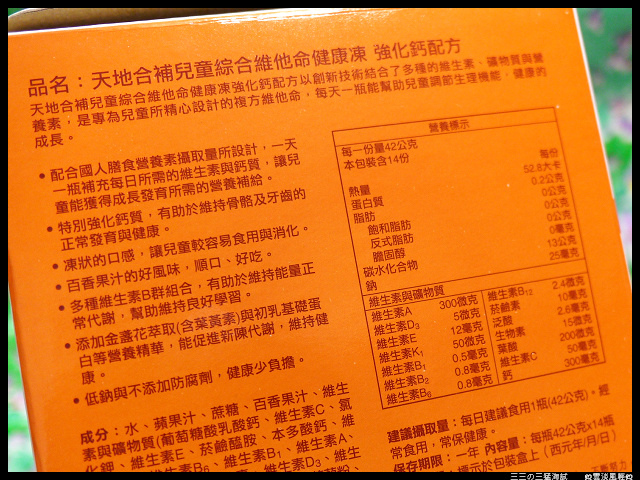 品名：天地合補兒童綜合維他命健康凍 強化鈣配方
天地合補兒童綜合維他命健康凍強化鈣配方以創新技術結合了多種的維生素、礦物質與營
養素，是專為兒童所精心設計的複方維他命，每天一瓶能幫助兒童調節生理機能，健康的
成長。
• 配合國人膳食營養素攝取量所設計，一天
一瓶補充每日所需的維生素與鈣質，讓兒
童能獲得成長發育所需的營養補給。
• 特別強化鈣質，有助於維持骨骼及牙齒的
正常發育與健康。
• 凍狀的口感，讓兒童較容易食用與消化。
• 百香果汁的好風味，順口、好吃。
• 多種維生素B群組合，有助於維持能量正
常代謝，幫助維持良好學習。
• 添加金盞花萃取(含葉黃素)與初乳基礎蛋
白等營養精華，能促進新陳代謝，維持健
康。
• 低鈉與不添加防腐劑，健康少負擔。
成分：水、蘋果汁、蔗糖、百香果汁、維生
素與礦物質(葡萄糖酸乳酸鈣、維生素C、氯
化鉀、維生素E、菸鹼醯胺、本多酸鈣、維
營養標示
每一份量42公克
本包裝含14份
每份
熱量 52.8大卡
蛋白質 0.2公克
脂肪 0公克
飽和脂肪 0公克
反式脂肪 0公克
膽固醇 0毫克
碳水化合物 13公克
鈉 25毫克
維生素與礦物質
維生素A 300微克
維生素D3 5微克
維生素E 12毫克
維生素K1 50微克
維生素B1 0.5毫克
維生素B2 0.8毫克
維生素B6 0.8毫克
維生素B12 2.4微克
菸鹼素 10毫克
泛酸 2.6毫克
生物素 15微克
葉酸 200微克
維生素C 50毫克
鈣 300毫克
建議攝取量：每日建議食用1瓶(42公克)。經
常食用，常保健康。
保存期限：一年 內容量：每瓶42公克x14瓶
標示於包裝盒上(西元年/月/日)
三三の三猛海賊